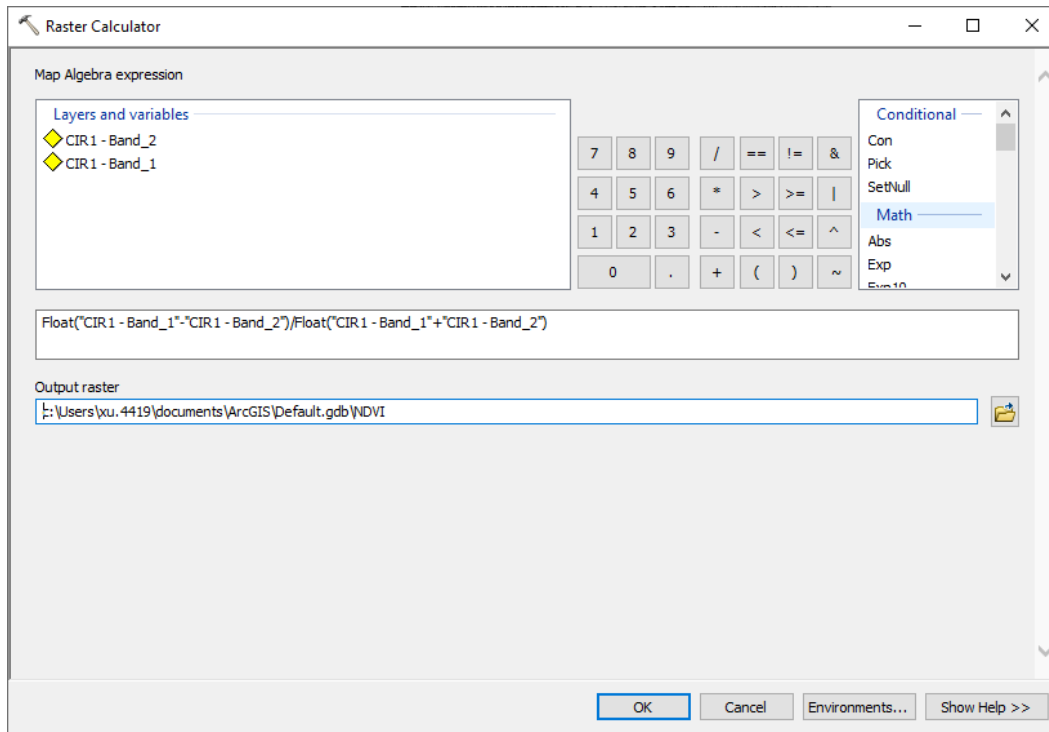 Raster Calculator
Map Algebra expression
Layers and variables
CIR1 - Band_2
CIR1 - Band_1
7 8 9 / == != &
4 5 6 * > >= |
1 2 3 - < <= ^
0 . + ( ) ~
Conditional
Con
Pick
SetNull
Math
Abs
Exp
Exp10
Float("CIR1 - Band_1"-"CIR1 - Band_2")/Float("CIR1 - Band_1"+"CIR1 - Band_2")
Output raster
:\Users\xu.4419\documents\ArcGIS\Default.gdb\NDVI
OK Cancel Environments... Show Help >>